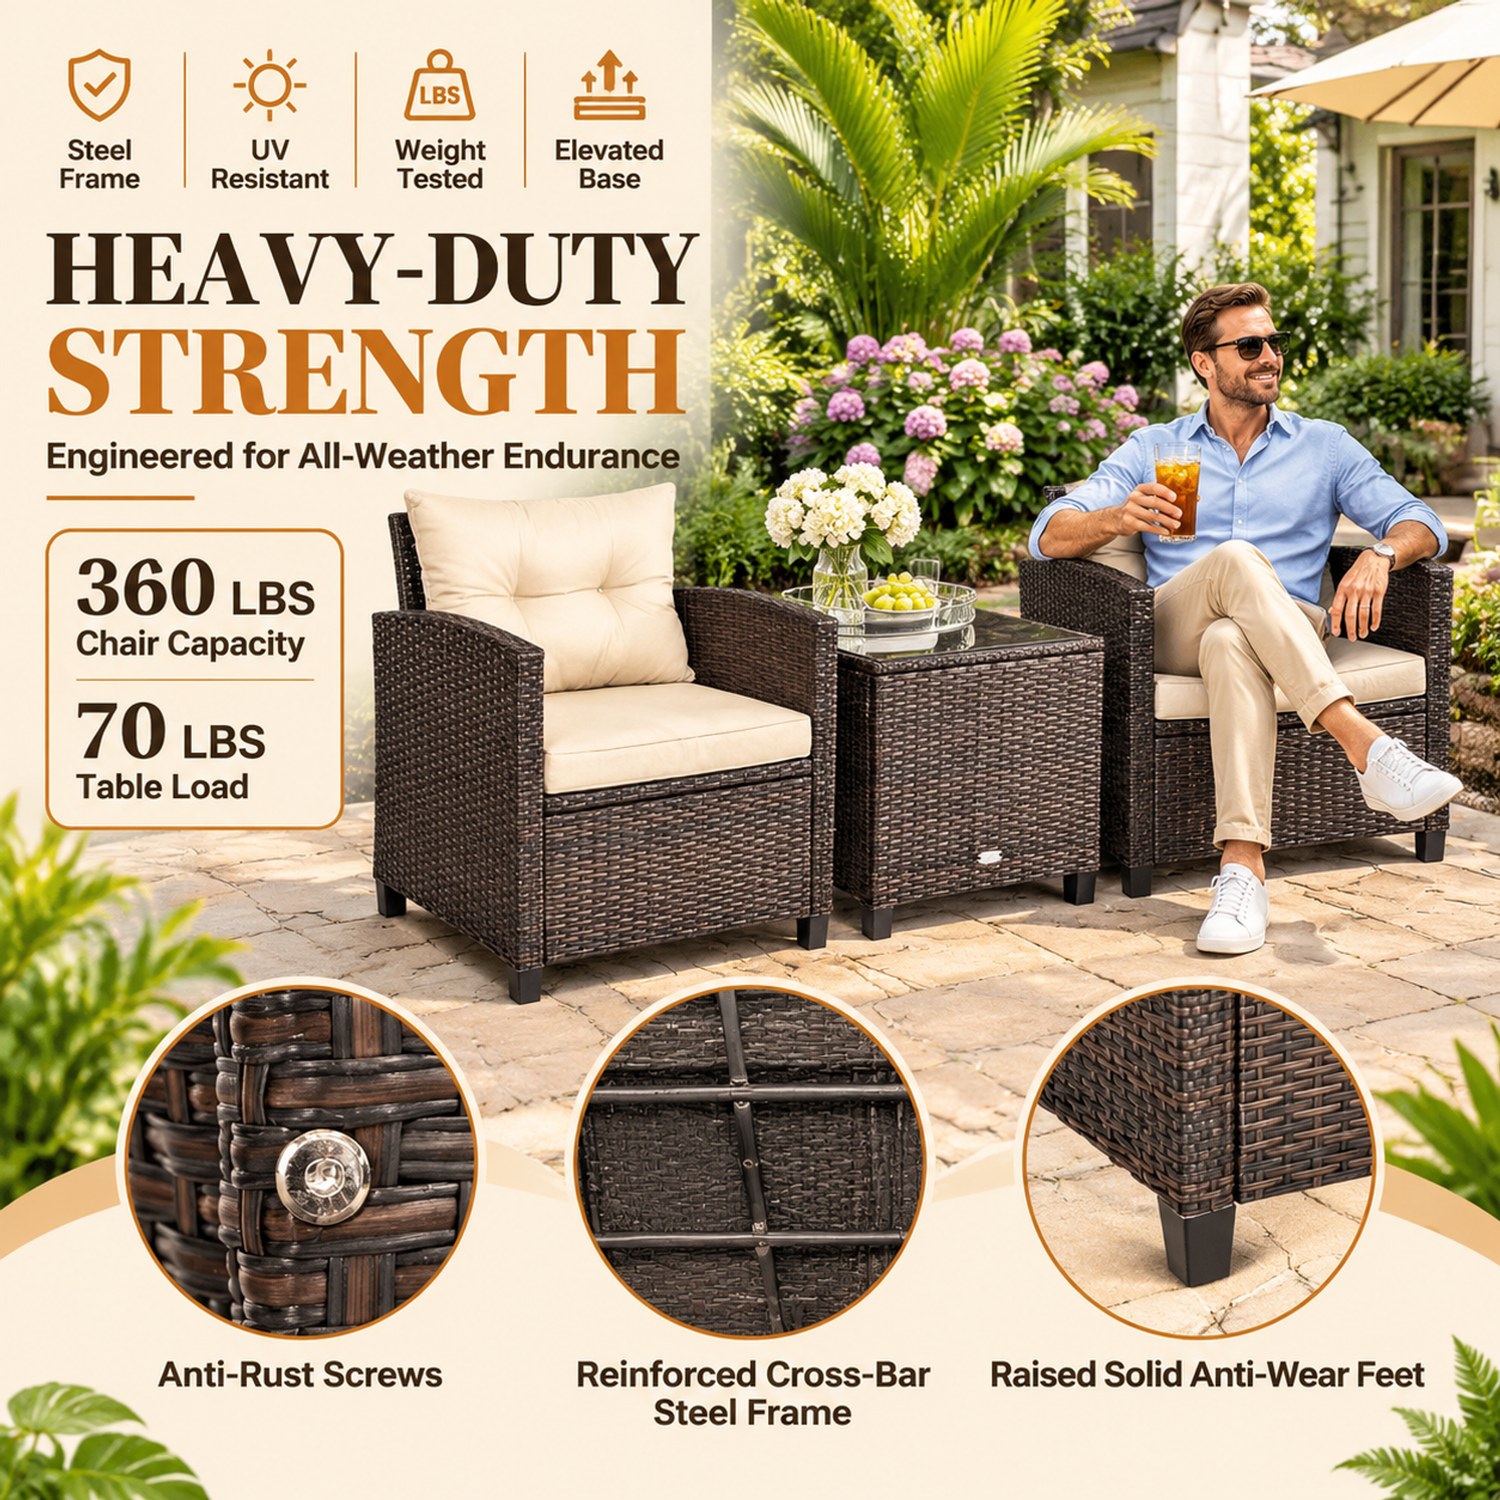 Steel
Frame
UV
Resistant
LBS
Weight
Tested
Elevated
Base
HEAVY-DUTY
STRENGTH
Engineered for All-Weather Endurance
360 LBS
Chair Capacity
70 LBS
Table Load
Anti-Rust Screws
Reinforced Cross-Bar
Steel Frame
Raised Solid Anti-Wear Feet